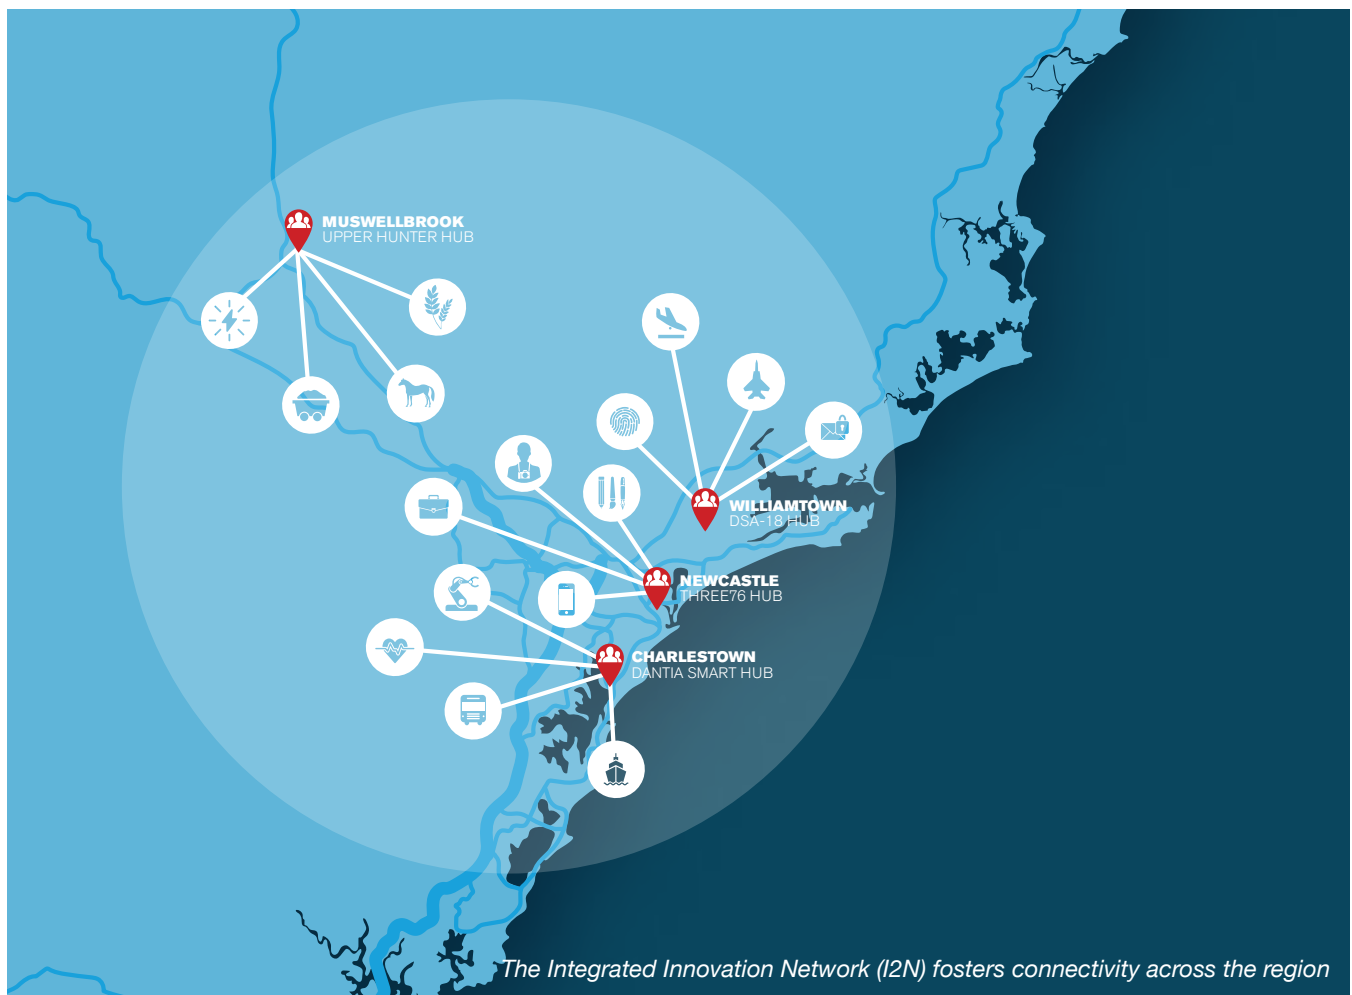 MUSWELLBROOK
UPPER HUNTER HUB
WILLIAMTOWN
DSA-18 HUB
NEWCASTLE
THREE76 HUB
CHARLESTOWN
DANTIA SMART HUB
The Integrated Innovation Network (I2N) fosters connectivity across the region